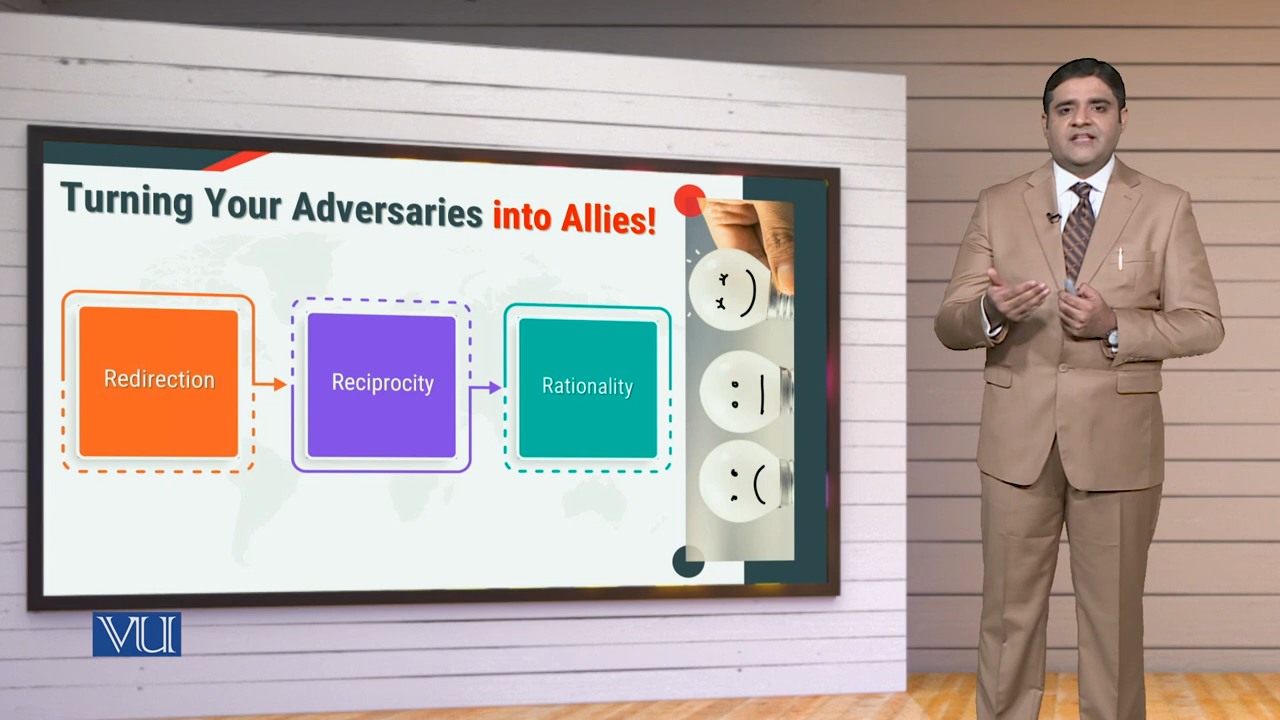 Turning Your Adversaries into Allies!
Redirection
Reciprocity
Rationality
VU